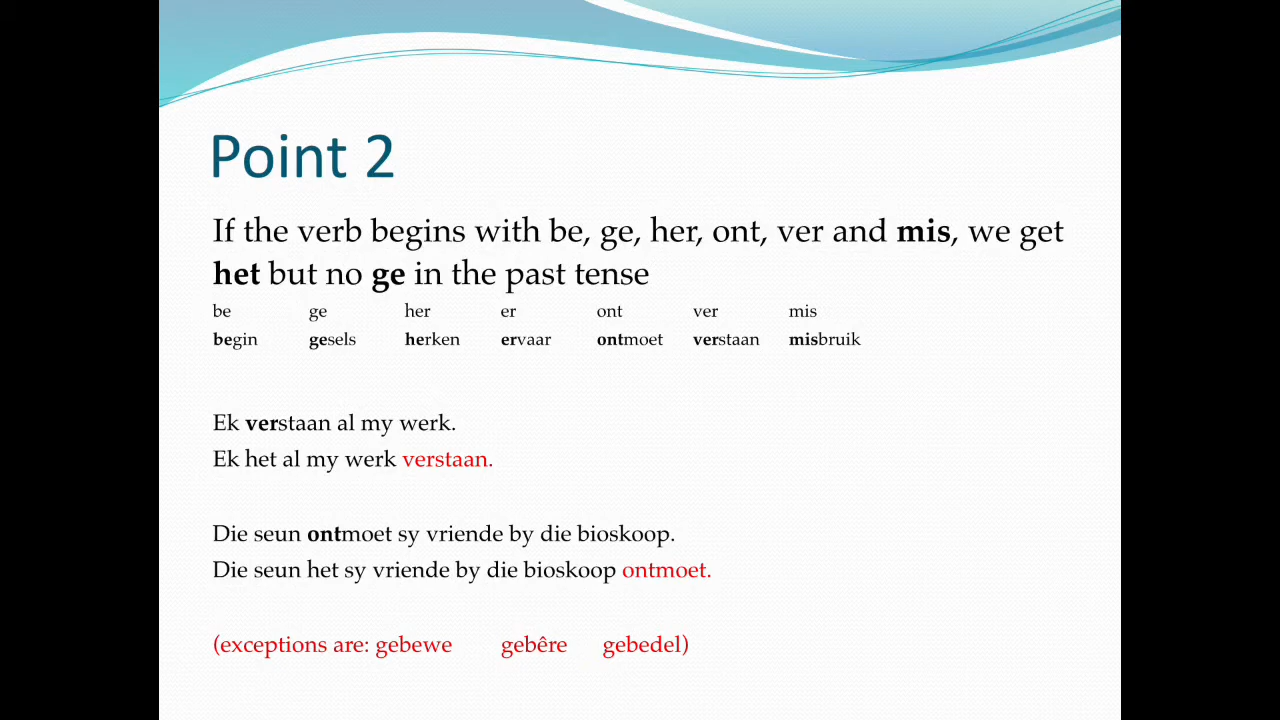 Point 2
If the verb begins with be, ge, her, ont, ver and mis, we get
het but no ge in the past tense
be ge her er ont ver mis
begin gesels herken ervaar ontmoet verstaan misbruik
Ek verstaan al my werk.
Ek het al my werk verstaan.
Die seun ontmoet sy vriende by die bioskoop.
Die seun het sy vriende by die bioskoop ontmoet.
(exceptions are: gebewe gebêre gebedel)